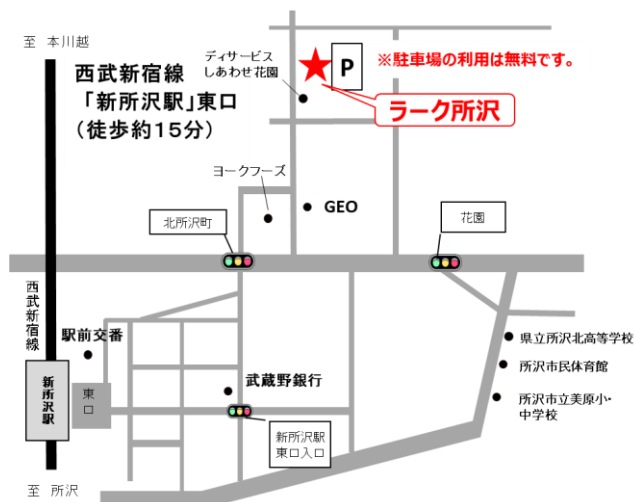 至 本川越
西武新宿線
「新所沢駅」東口
(徒歩約15分)
ディサービス
しあわせ花園
P
※駐車場の利用は無料です。
ラーク所沢
ヨークフーズ
GEO
北所沢町
花園
西武新宿線
駅前交番
新所沢駅
東口
武蔵野銀行
新所沢駅
東口入口
県立所沢北高等学校
所沢市民体育館
所沢市立美原小・
中学校
至 所沢